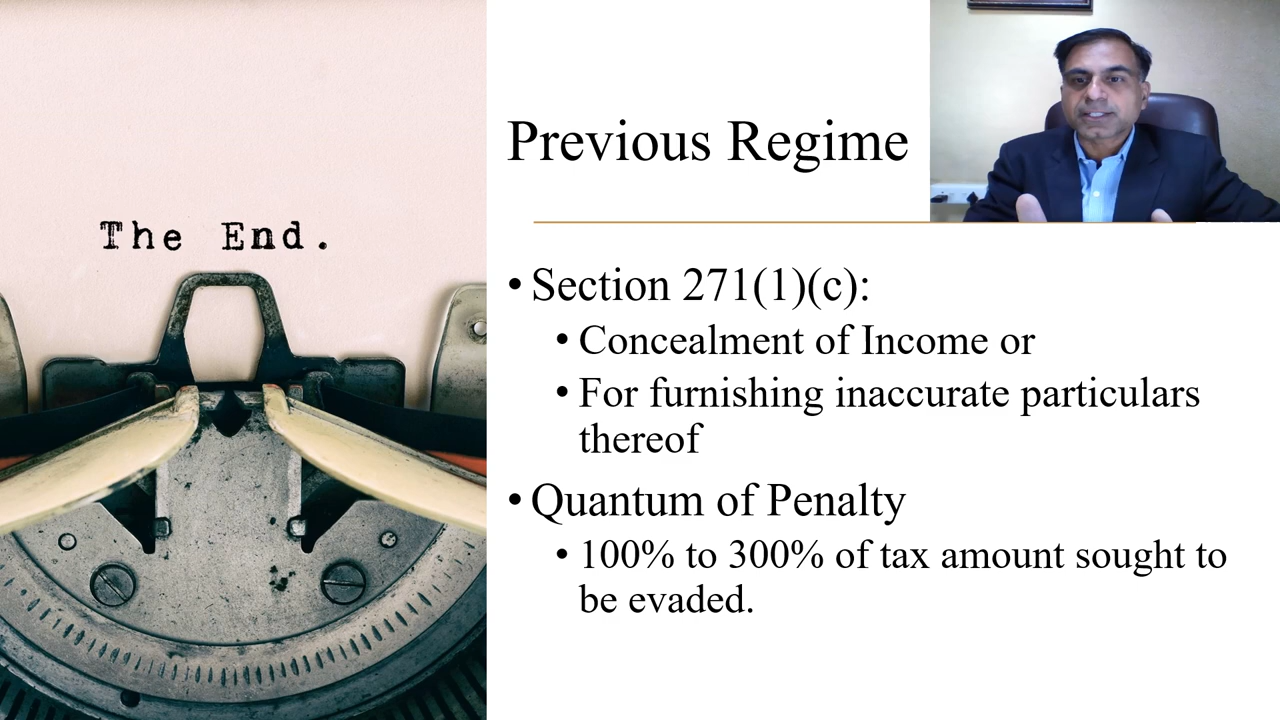 The End.
Previous Regime
• Section 271(1)(c):
• Concealment of Income or
• For furnishing inaccurate particulars
thereof
• Quantum of Penalty
• 100% to 300% of tax amount sought to
be evaded.